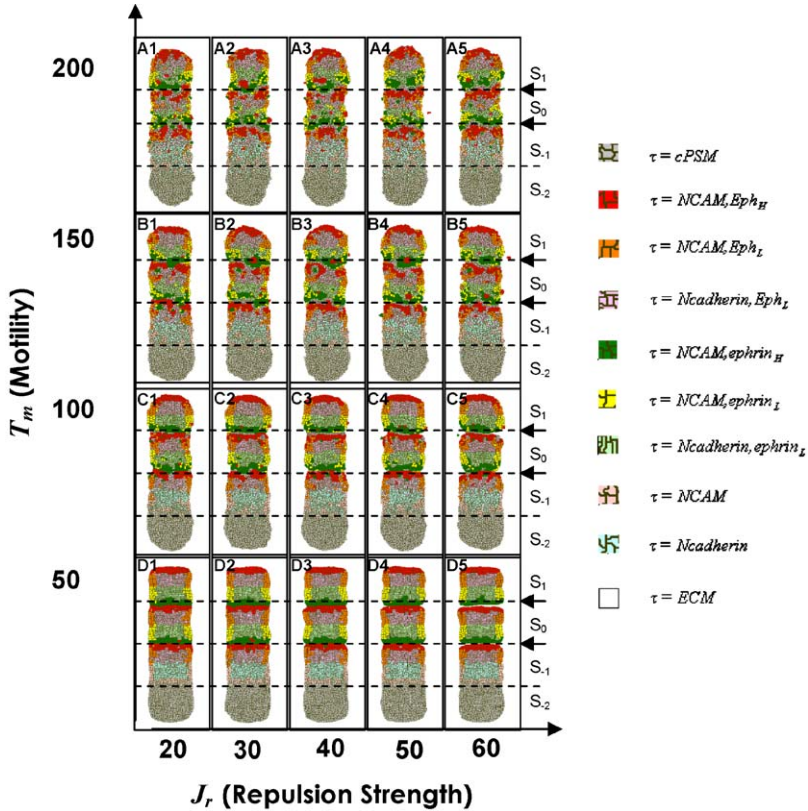 200
A1 A2 A3 A4 A5
S₁
S₀
S₋₁
S₋₂
150
B1 B2 B3 B4 B5
S₁
S₀
S₋₁
S₋₂
100
C1 C2 C3 C4 C5
S₁
S₀
S₋₁
S₋₂
50
D1 D2 D3 D4 D5
S₁
S₀
S₋₁
S₋₂
Tₘ (Motility)
20 30 40 50 60
Jᵣ (Repulsion Strength)
τ = cPSM
τ = NCAM,Eph_H
τ = NCAM,Eph_L
τ = Ncadherin,Eph_L
τ = NCAM,ephrin_H
τ = NCAM,ephrin_L
τ = Ncadherin,ephrin_L
τ = NCAM
τ = Ncadherin
τ = ECM